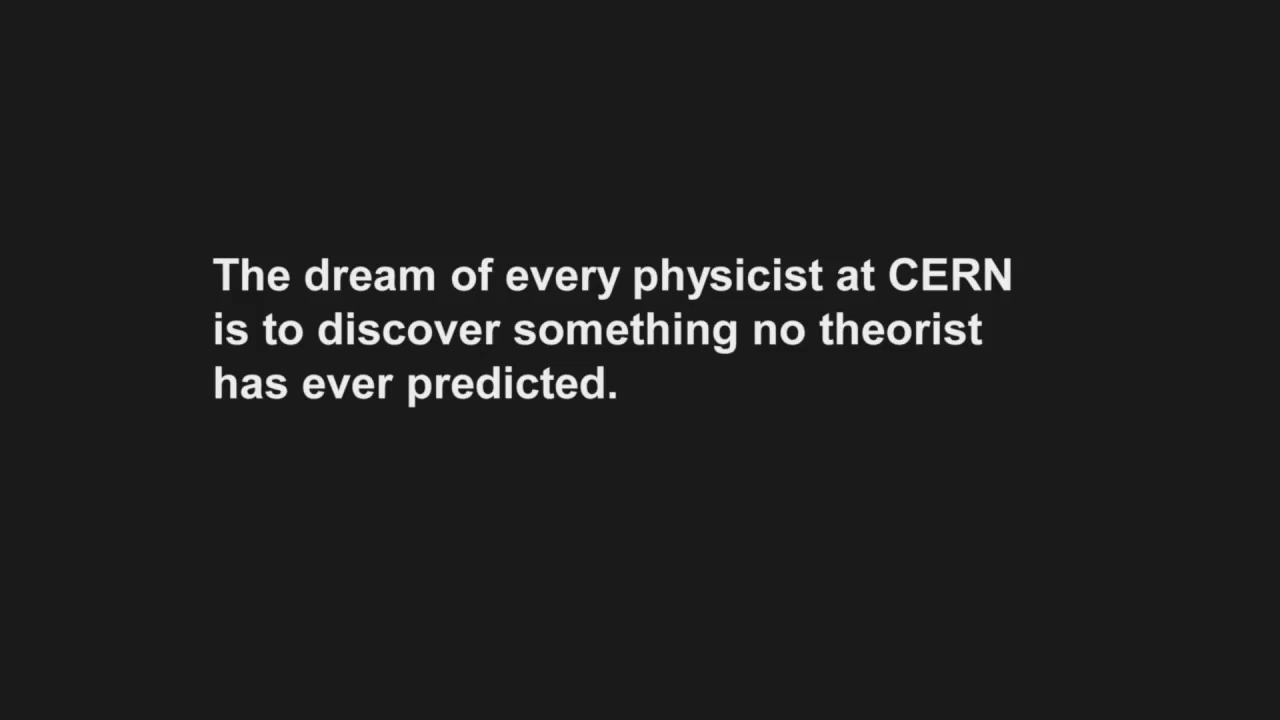 The dream of every physicist at CERN
is to discover something no theorist
has ever predicted.